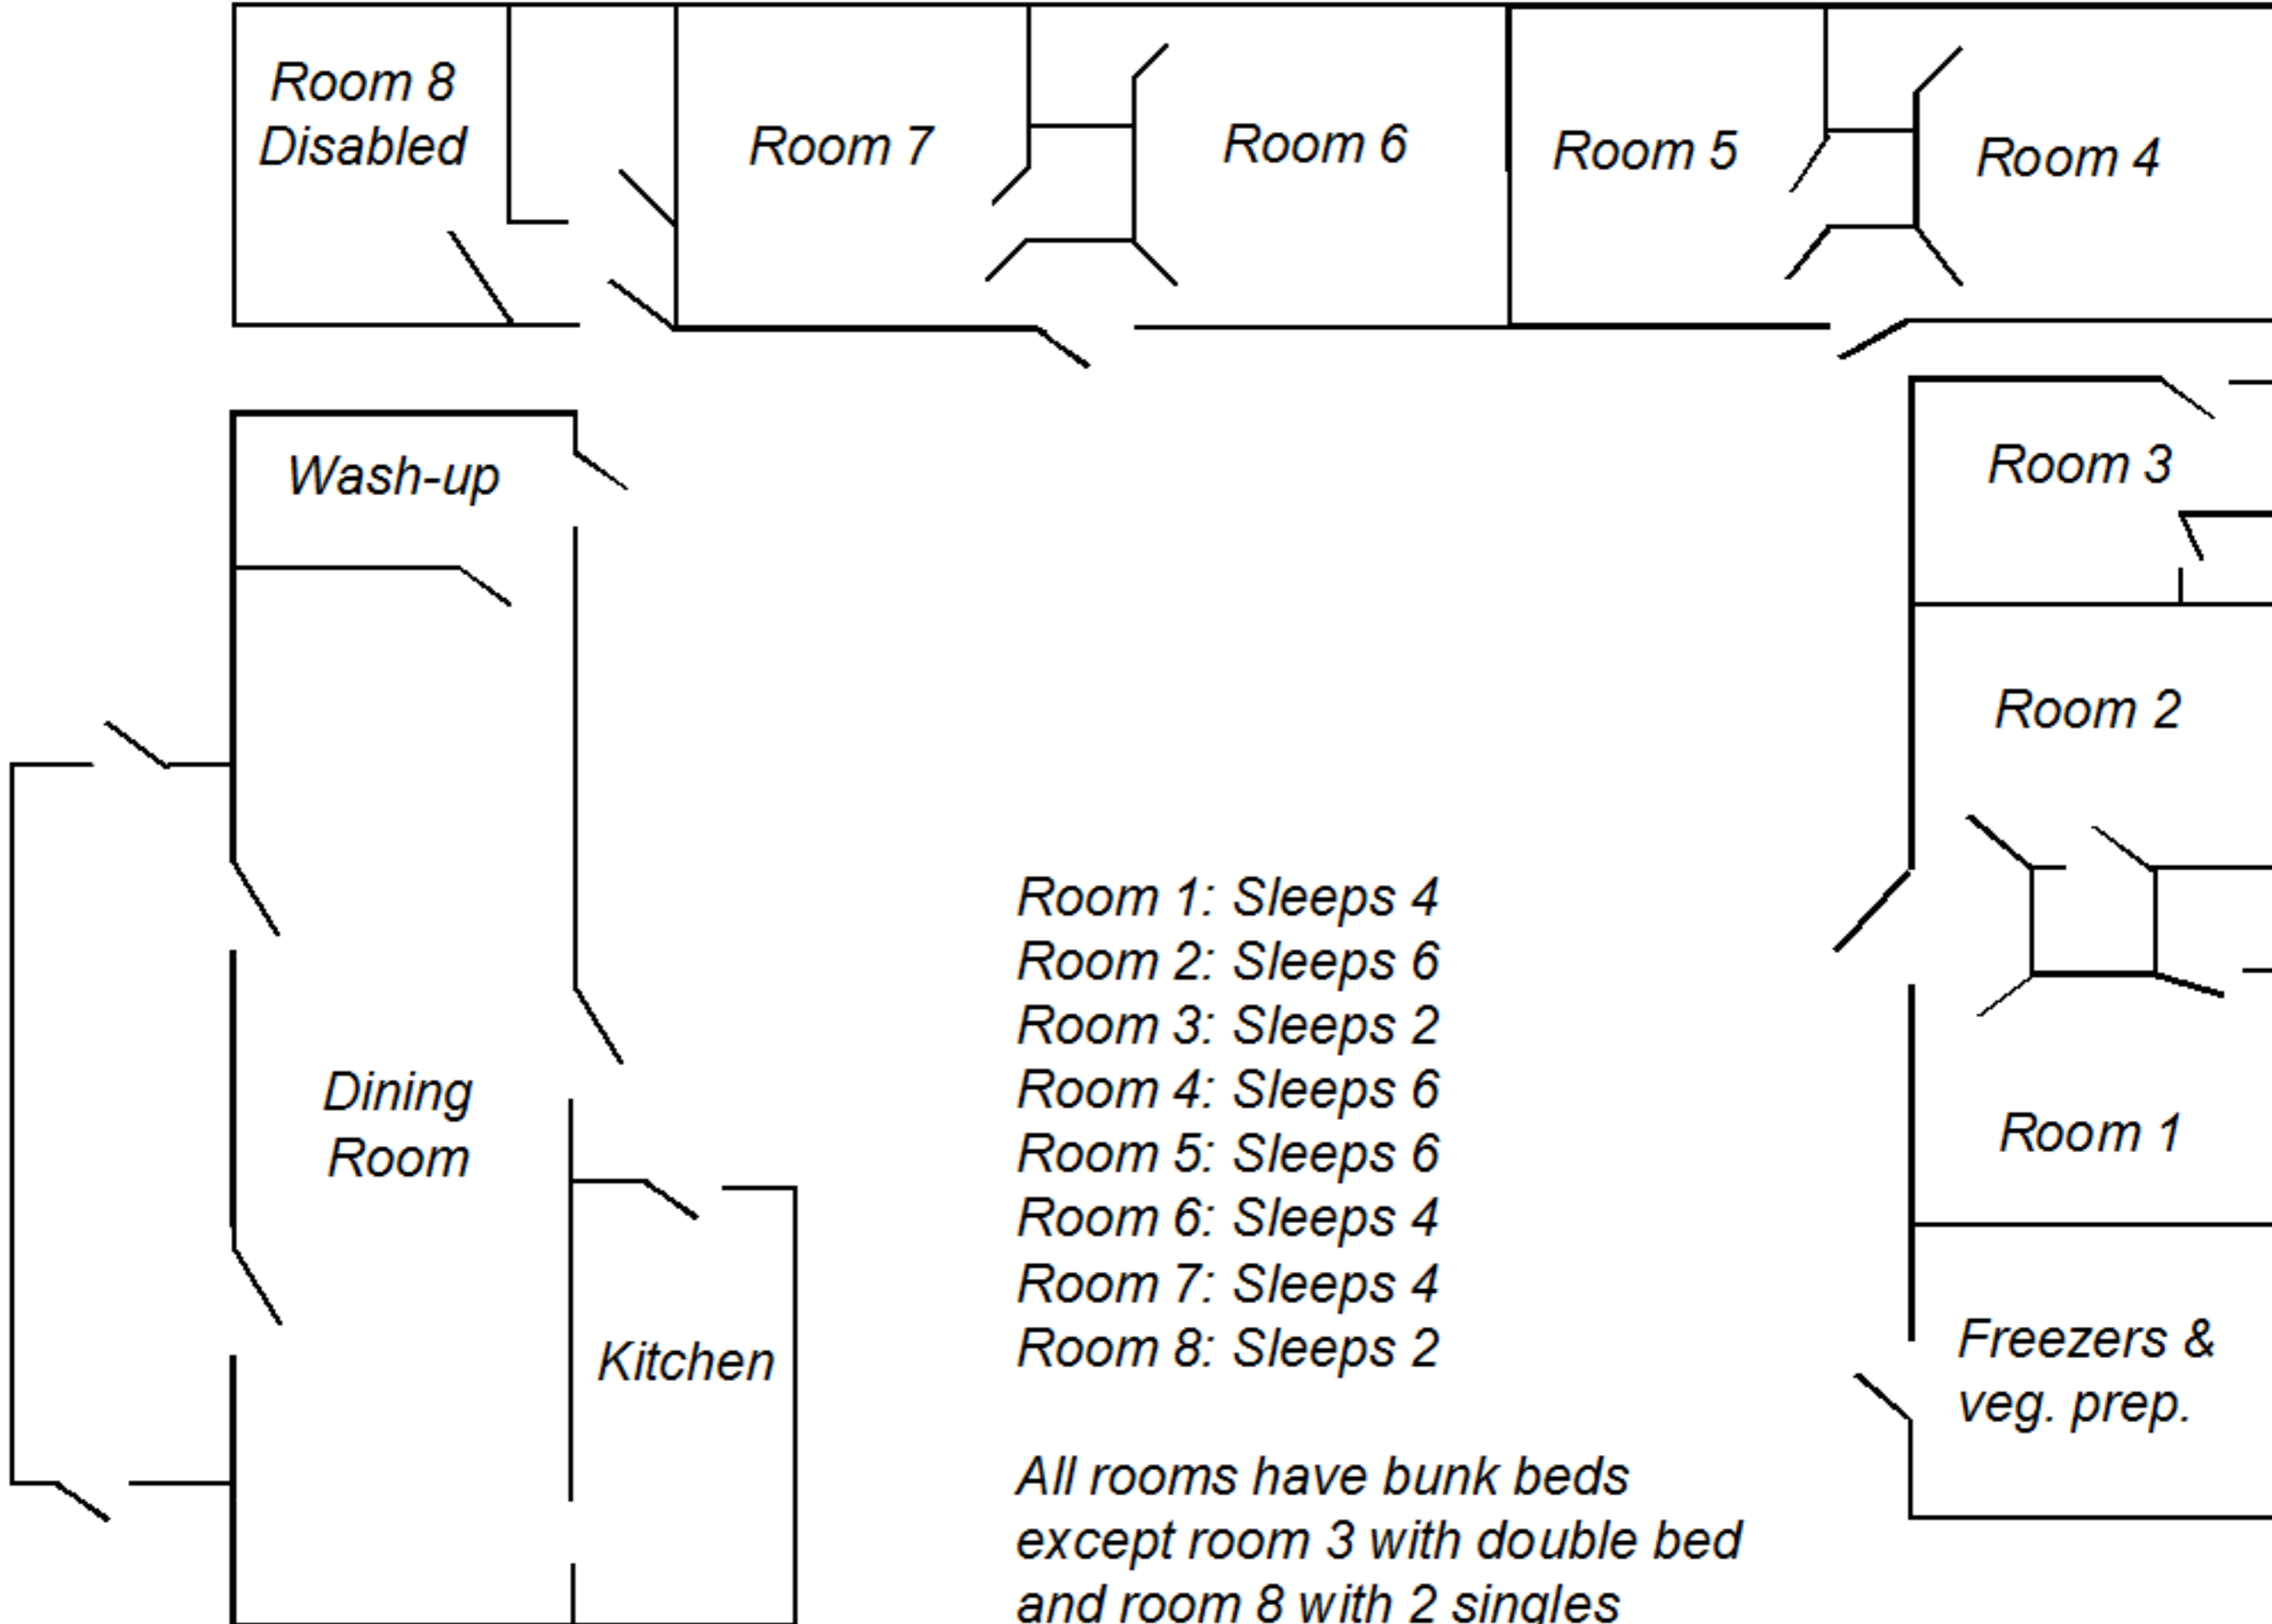 Room 8
Disabled
Room 7
Room 6
Room 5
Room 4
Wash-up
Room 3
Room 2
Dining
Room
Kitchen
Room 1
Freezers &
veg. prep.
Room 1: Sleeps 4
Room 2: Sleeps 6
Room 3: Sleeps 2
Room 4: Sleeps 6
Room 5: Sleeps 6
Room 6: Sleeps 4
Room 7: Sleeps 4
Room 8: Sleeps 2
All rooms have bunk beds
except room 3 with double bed
and room 8 with 2 singles